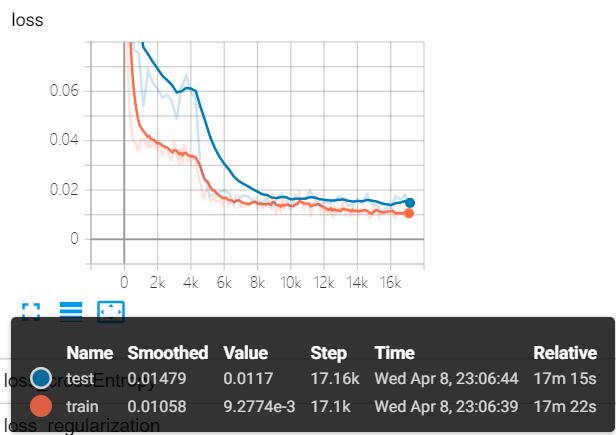 loss
0.06
0.04
0.02
0
0 2k 4k 6k 8k 10k 12k 14k 16k
Name Smoothed Value Step Time Relative
test 0.01479 0.0117 17.16k Wed Apr 8, 23:06:44 17m 15s
train 0.01058 9.2774e-3 17.1k Wed Apr 8, 23:06:39 17m 22s
loss_crossEntropy
loss_regularization